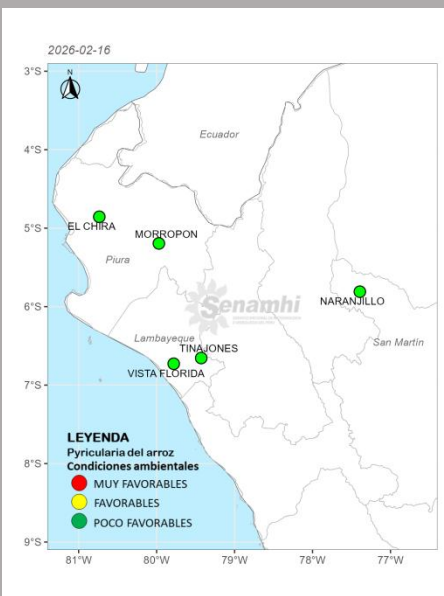 2026-02-16
N
3°S
4°S
5°S
6°S
7°S
8°S
9°S
Ecuador
EL CHIRA
MORROPON
Piura
NARANJILLO
Senamhi
Lambayeque
TINAJONES
San Martín
VISTA FLORIDA
LEYENDA
Pyricularia del arroz
Condiciones ambientales
MUY FAVORABLES
FAVORABLES
POCO FAVORABLES
81°W 80°W 79°W 78°W 77°W